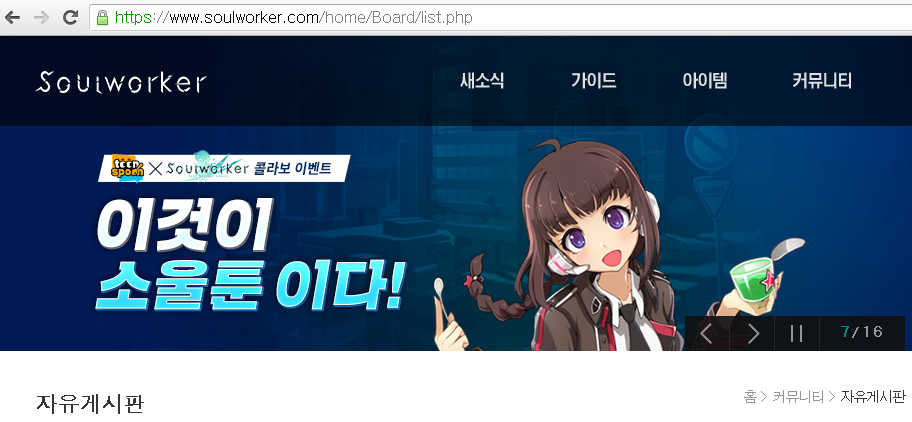 https://www.soulworker.com/home/Board/list.php
Soulworker
새소식 가이드 아이템 커뮤니티
teen spoon X Soulworker 콜라보 이벤트
이것이
소울툰 이다!
7/16
자유게시판
홈 > 커뮤니티 > 자유게시판